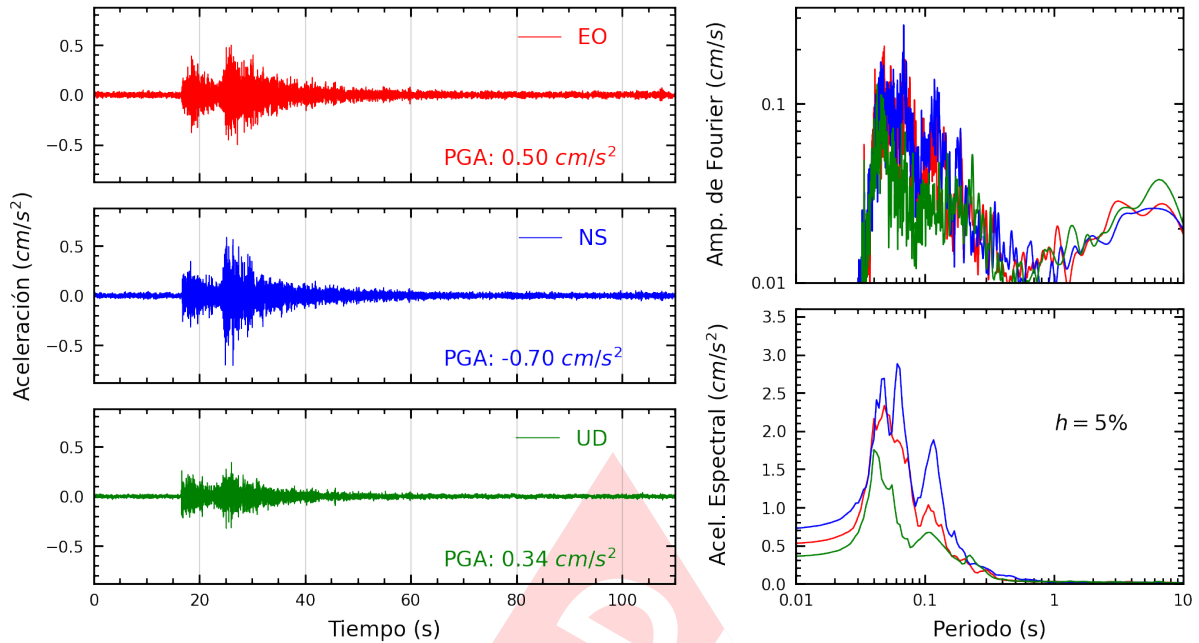 Aceleración (cm/s²)
0.5
0.0
−0.5
EO
PGA: 0.50 cm/s²
0.5
0.0
−0.5
NS
PGA: -0.70 cm/s²
0.5
0.0
−0.5
UD
PGA: 0.34 cm/s²
0 20 40 60 80 100
Tiempo (s)
Amp. de Fourier (cm/s)
0.1
0.01
Acel. Espectral (cm/s²)
3.5
3.0
2.5
2.0
1.5
1.0
0.5
0.0
h = 5%
0.01 0.1 1 10
Periodo (s)